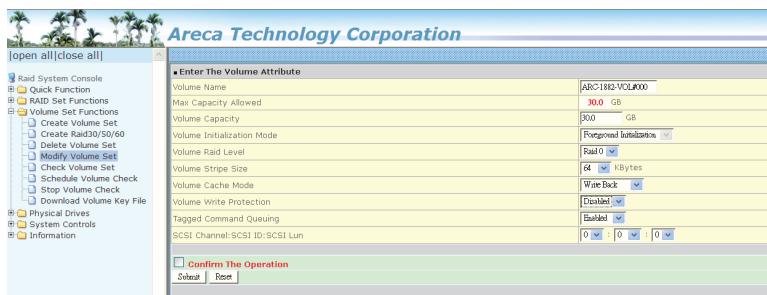 Areca Technology Corporation
|open all|close all|
Raid System Console
Quick Function
RAID Set Functions
Volume Set Functions
Create Volume Set
Create Raid30/50/60
Delete Volume Set
Modify Volume Set
Check Volume Set
Schedule Volume Check
Stop Volume Check
Download Volume Key File
Physical Drives
System Controls
Information
Enter The Volume Attribute
Volume Name ARC-1882-VOL#000
Max Capacity Allowed 30.0 GB
Volume Capacity 30.0 GB
Volume Initialization Mode Foreground Initialization
Volume Raid Level Raid 0
Volume Stripe Size 64 KBytes
Volume Cache Mode Write Back
Volume Write Protection Disabled
Tagged Command Queuing Enabled
SCSI Channel:SCSI ID:SCSI Lun 0 : 0 : 0
Confirm The Operation
Submit Reset